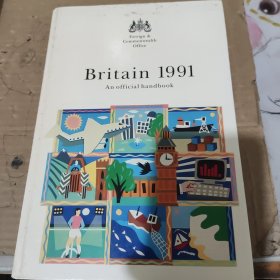 Foreign &
Commonwealth
Office
Britain 1991
An official handbook